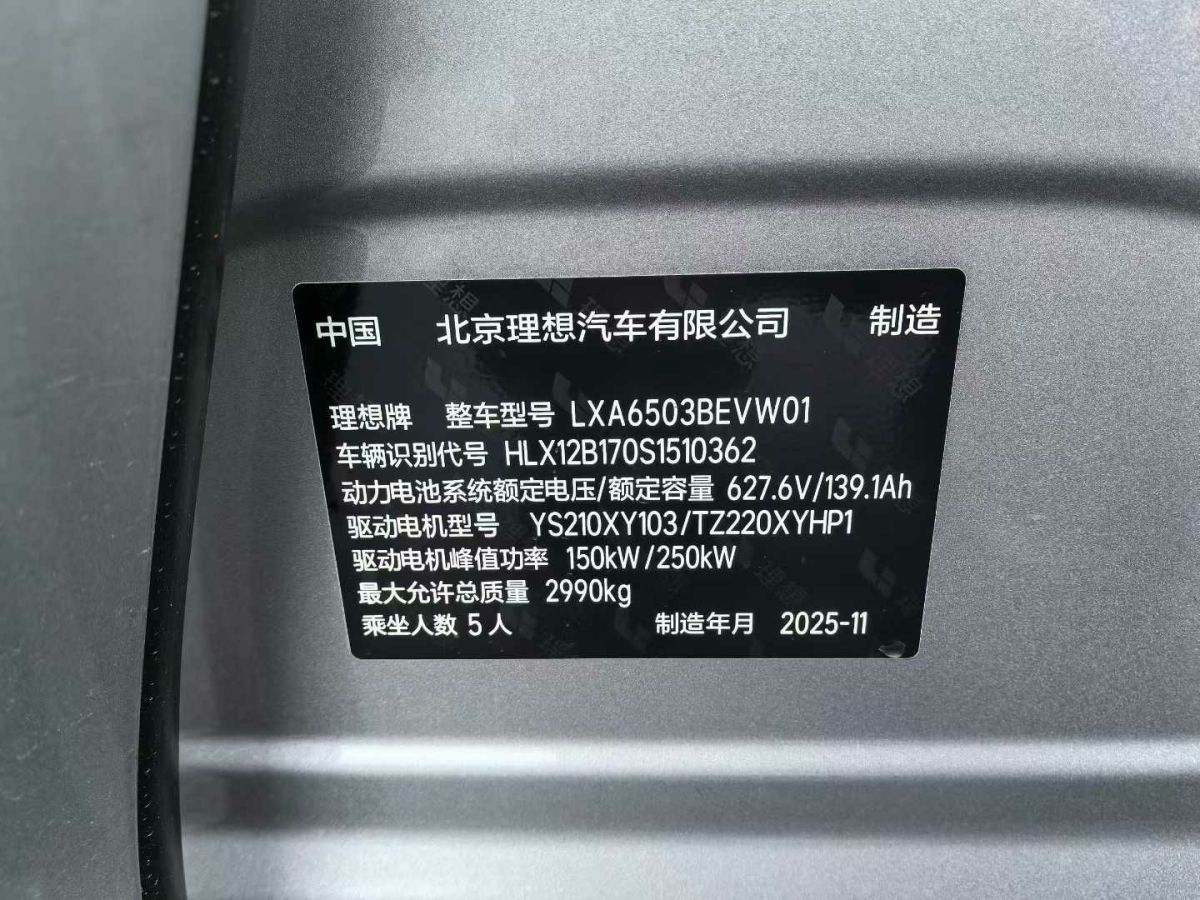 中国 北京理想汽车有限公司 制造
理想牌 整车型号 LXA6503BEVW01
车辆识别代号 HLX12B170S1510362
动力电池系统额定电压/额定容量 627.6V/139.1Ah
驱动电机型号 YS210XY103/TZ220XYHP1
驱动电机峰值功率 150kW/250kW
最大允许总质量 2990kg
乘坐人数 5 人 制造年月 2025-11